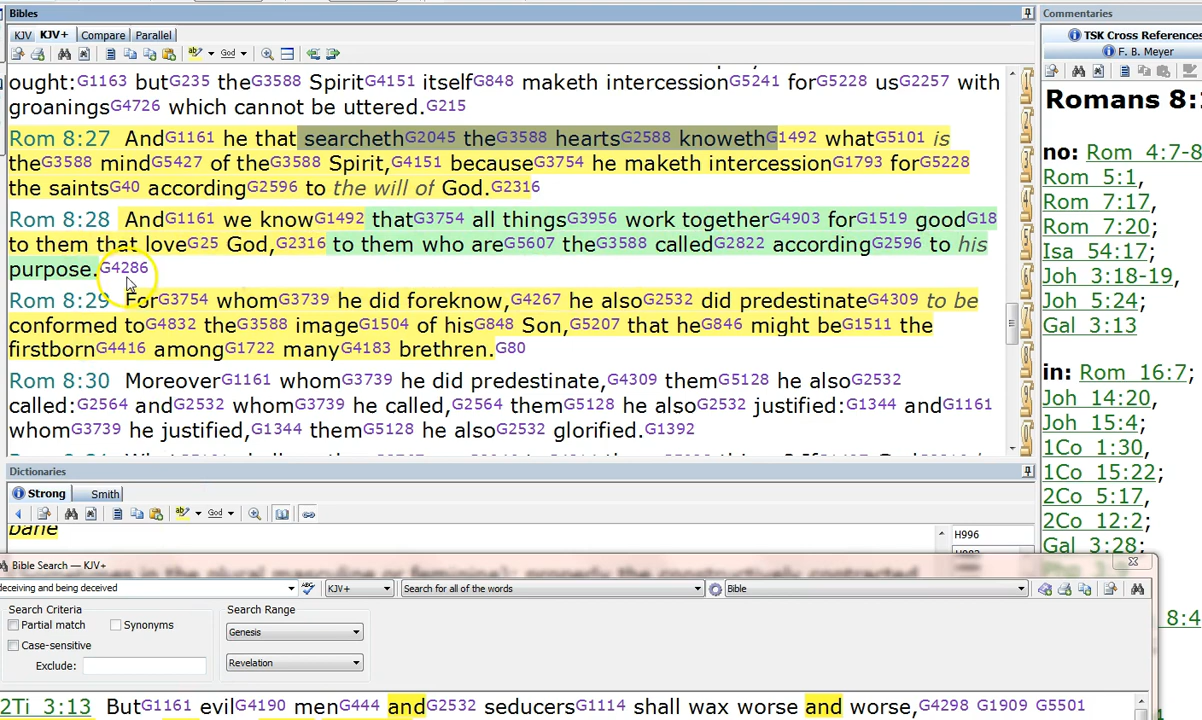 Bibles
KJV KJV+ Compare Parallel
God
ought:G1163 butG235 theG3588 SpiritG4151 itselfG848 maketh intercessionG5241 forG5228 usG2257 with
groaningsG4726 which cannot be uttered.G215
Rom 8:27 AndG1161 he that searchethG2045 theG3588 heartsG2588 knowethG1492 whatG5101 is
theG3588 mindG5427 of theG3588 Spirit,G4151 becauseG3754 he maketh intercessionG1793 forG5228
the saintsG40 accordingG2596 to the will of God.G2316
Rom 8:28 AndG1161 we knowG1492 thatG3754 all thingsG3956 work togetherG4903 forG1519 goodG18
to them that loveG25 God,G2316 to them who areG5607 theG3588 calledG2822 accordingG2596 to his
purpose.G4286
Rom 8:29 ForG3754 whomG3739 he did foreknow,G4267 he alsoG2532 did predestinateG4309 to be
conformed toG4832 theG3588 imageG1504 of hisG848 Son,G5207 that heG846 might beG1511 the
firstbornG4416 amongG1722 manyG4183 brethren.G80
Rom 8:30 MoreoverG1161 whomG3739 he did predestinate,G4309 themG5128 he alsoG2532
called:G2564 andG2532 whomG3739 he called,G2564 themG5128 he alsoG2532 justified:G1344 andG1161
whomG3739 he justified,G1344 themG5128 he alsoG2532 glorified.G1392
Dictionaries
Strong Smith
God
bane
H996
Bible Search — KJV+
deceiving and being deceived KJV+ Search for all of the words Bible
Search Criteria Search Range
Partial match Synonyms Genesis
Case-sensitive
Exclude: Revelation
2Ti 3:13 ButG1161 evilG4190 menG444 andG2532 seducersG1114 shall wax worse and worse,G4298 G1909 G5501
Commentaries
TSK Cross References
F. B. Meyer
Romans 8:
no: Rom 4:7-8
Rom 5:1,
Rom 7:17,
Rom 7:20;
Isa 54:17;
Joh 3:18-19,
Joh 5:24;
Gal 3:13
in: Rom 16:7;
Joh 14:20,
Joh 15:4;
1Co 1:30,
1Co 15:22;
2Co 5:17,
2Co 12:2;
Gal 3:28;
8:4